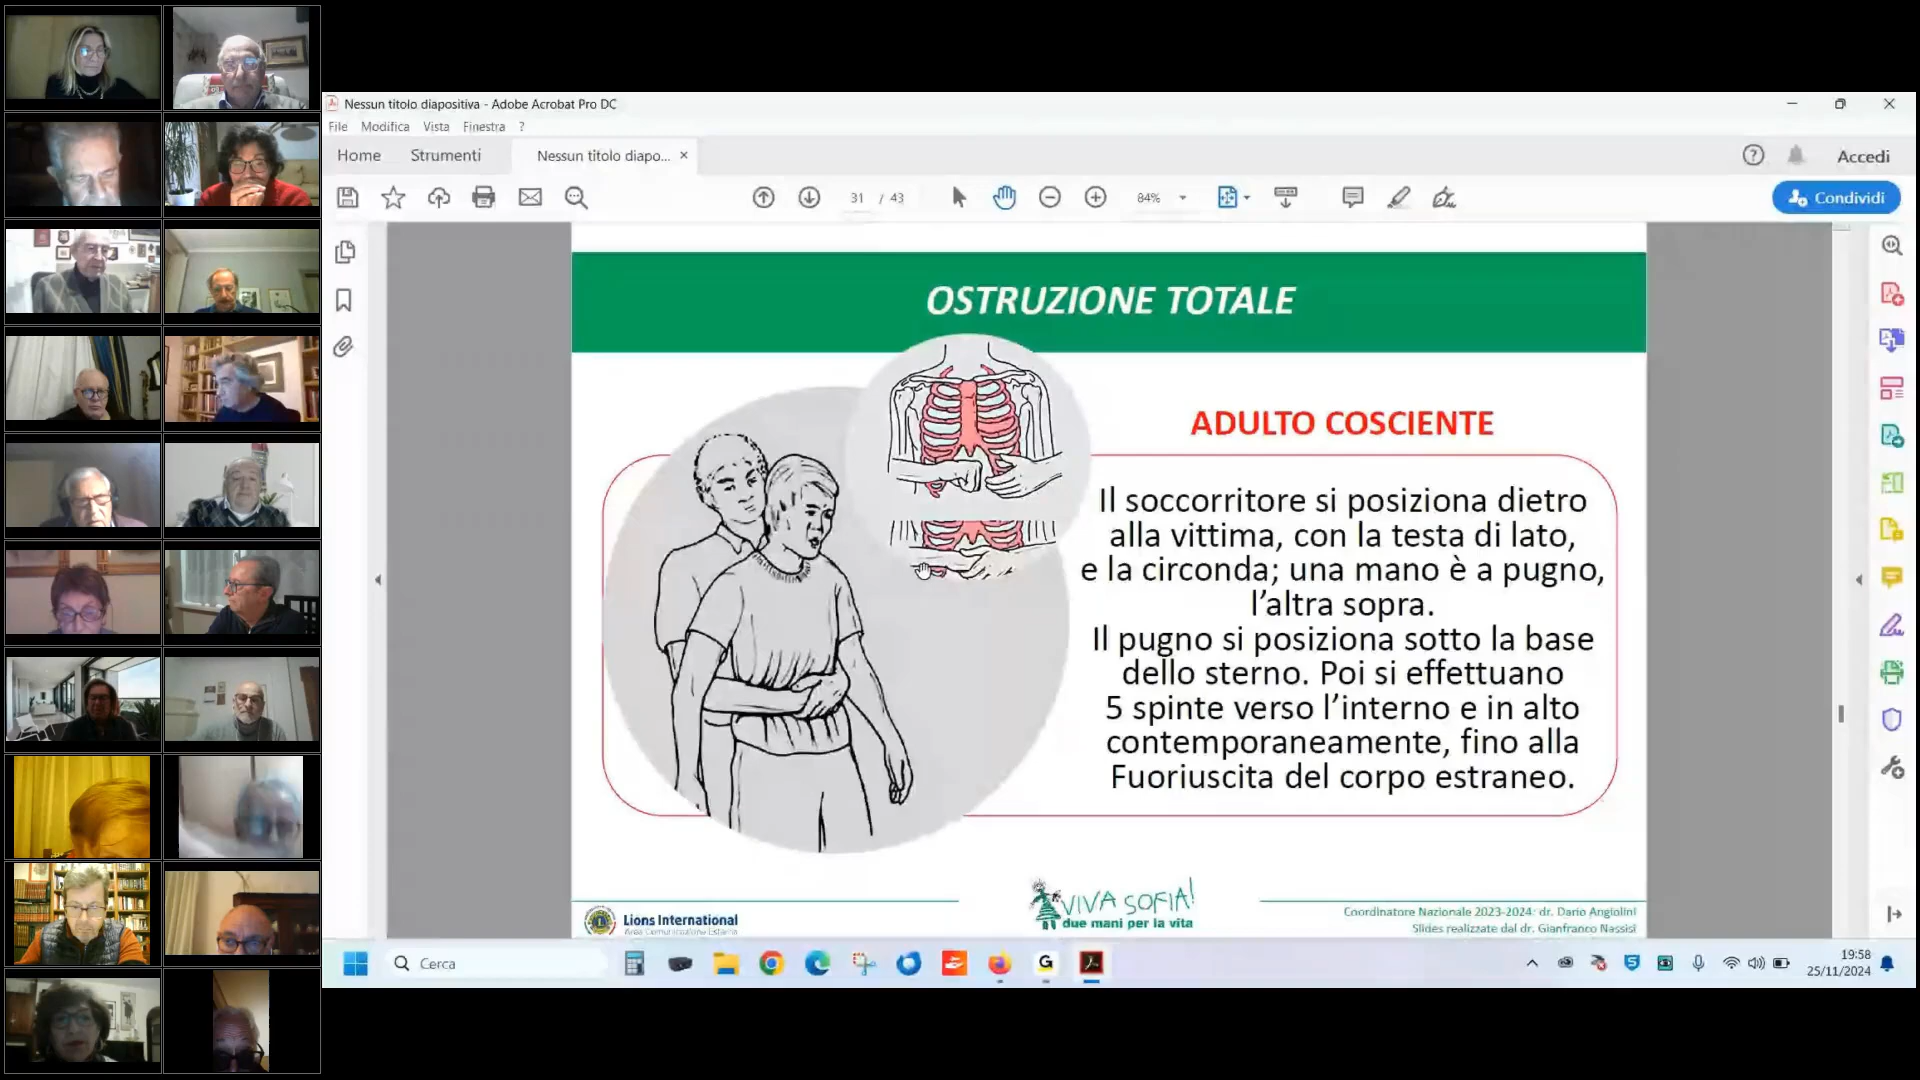 Nessun titolo diapositiva - Adobe Acrobat Pro DC
File Modifica Vista Finestra ?
Home Strumenti Nessun titolo diapo... × Accedi
31 / 43 84% Condividi
OSTRUZIONE TOTALE
ADULTO COSCIENTE
Il soccorritore si posiziona dietro
alla vittima, con la testa di lato,
e la circonda; una mano è a pugno,
l'altra sopra.
Il pugno si posiziona sotto la base
dello sterno. Poi si effettuano
5 spinte verso l'interno e in alto
contemporaneamente, fino alla
Fuoriuscita del corpo estraneo.
Lions International
Area Comunicazione Esterna
VIVA SOFIA!
due mani per la vita
Coordinatore Nazionale 2023-2024: dr. Dario Angiolini
Slides realizzate dal dr. Gianfranco Nassisi
Cerca
19:58
25/11/2024